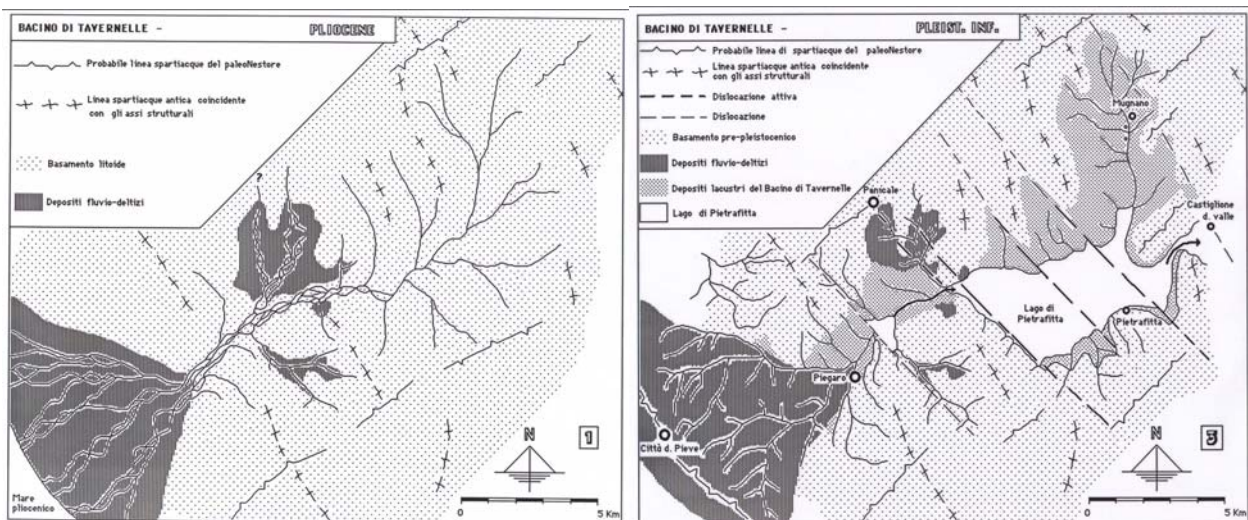 BACINO DI TAVERNELLE -
PLIOCENE
Probabile linea spartiacque del paleoNestore
Linea spartiacque antica coincidente
con gli assi strutturali
Basamento litoide
Depositi fluvio-deltizi
?
Mare
pliocenico
N
1
0
5 Km
BACINO DI TAVERNELLE -
PLEIST. INF.
Probabile linea di spartiacque del paleoNestore
Linea spartiacque antica coincidente
con gli assi strutturali
Dislocazione attiva
Dislocazione
Basamento pre-pleistocenico
Depositi fluvio-deltizi
Depositi lacustri del Bacino di Tavernelle
Lago di Pietrafitta
Mugnano
Panicale
Castiglione
d. valle
Lago di
Pietrafitta
Pietrafitta
Piegaro
Città d. Pieve
N
3
0
5 Km